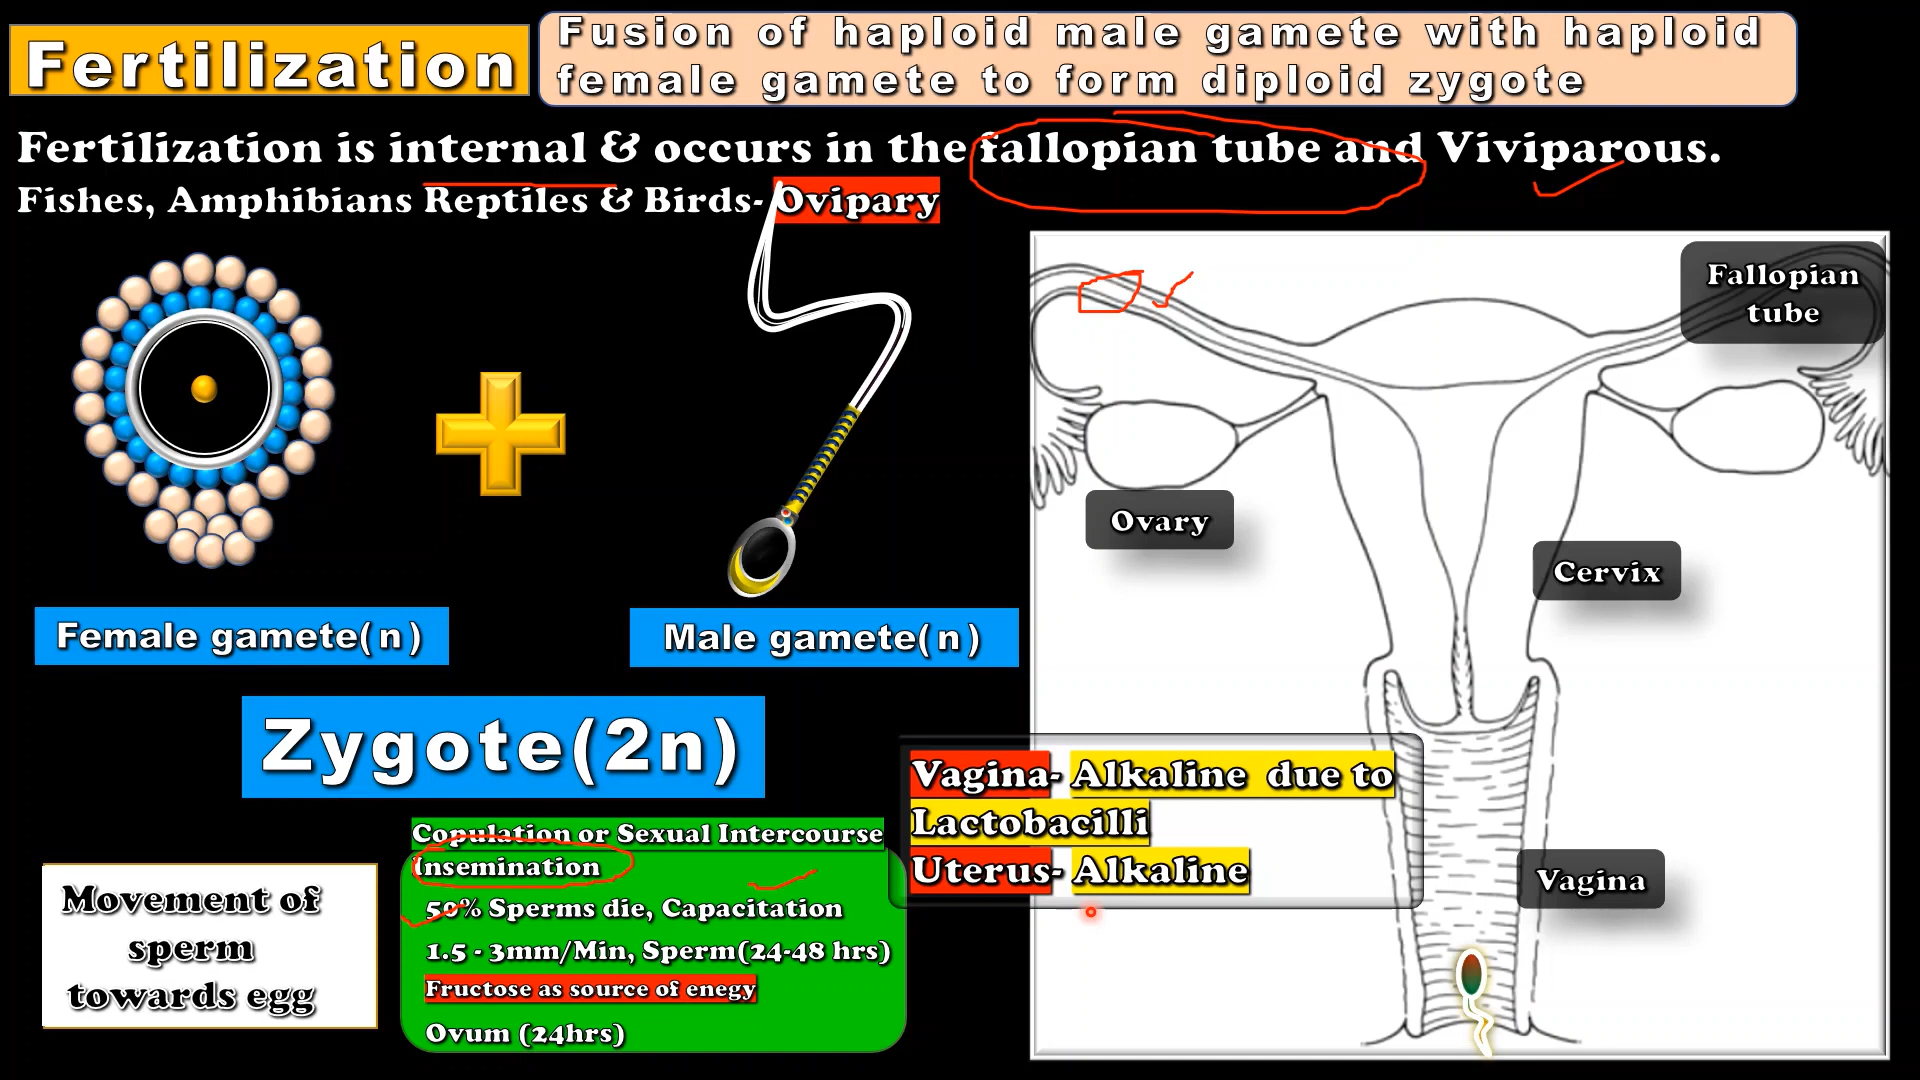 Fertilization
Fusion of haploid male gamete with haploid
female gamete to form diploid zygote
Fertilization is internal & occurs in the fallopian tube and Viviparous.
Fishes, Amphibians Reptiles & Birds- Ovipary
Fallopian
tube
Ovary
Cervix
Female gamete(n)
Male gamete(n)
Zygote(2n)
Vagina- Alkaline due to
Lactobacilli
Uterus- Alkaline
Vagina
Movement of
sperm
towards egg
Copulation or Sexual Intercourse
Insemination
50% Sperms die, Capacitation
1.5 - 3mm/Min, Sperm(24-48 hrs)
Fructose as source of enegy
Ovum (24hrs)